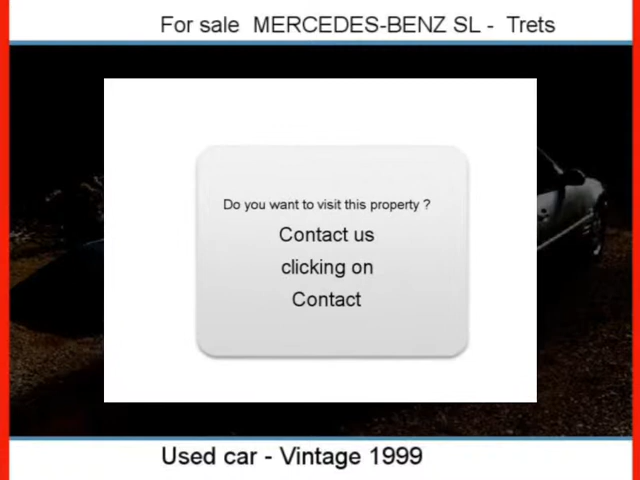 For sale MERCEDES-BENZ SL - Trets
Do you want to visit this property ?
Contact us
clicking on
Contact
Used car - Vintage 1999